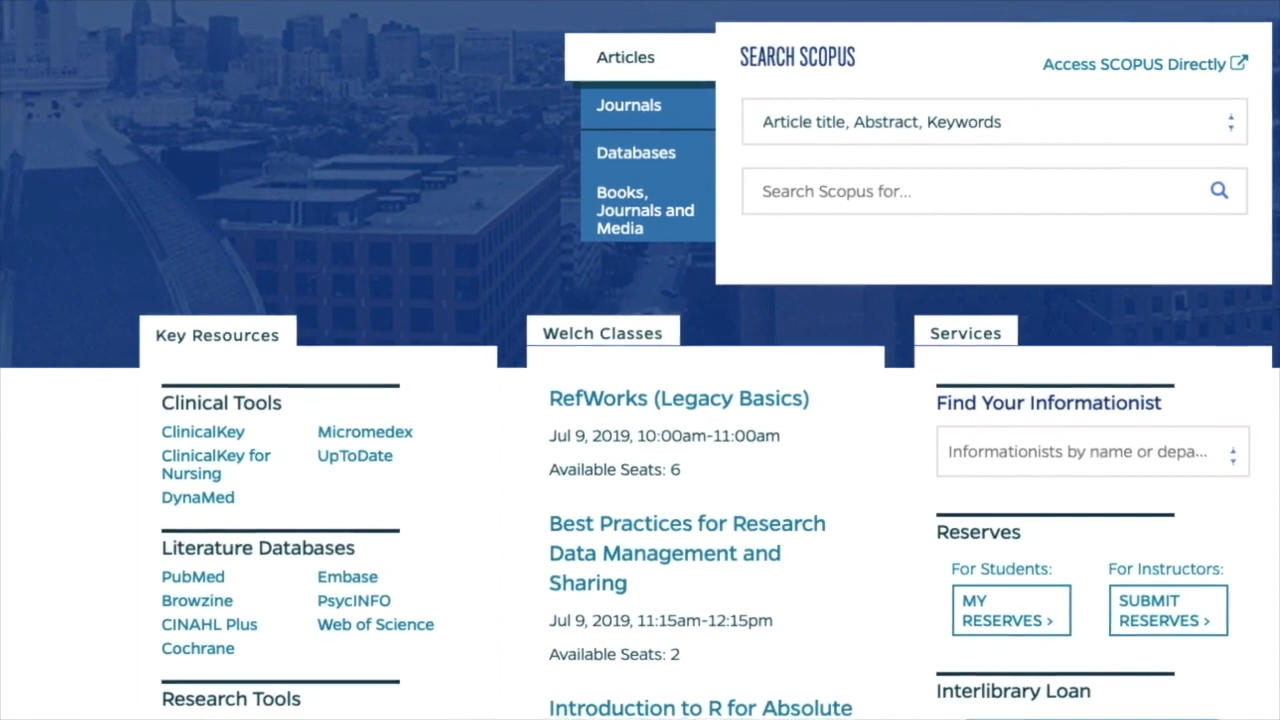 Articles
Journals
Databases
Books,
Journals and
Media
SEARCH SCOPUS
Access SCOPUS Directly
Article title, Abstract, Keywords
Search Scopus for...
Key Resources
Clinical Tools
ClinicalKey
Micromedex
ClinicalKey for
Nursing
UpToDate
DynaMed
Literature Databases
PubMed
Embase
Browzine
PsycINFO
CINAHL Plus
Web of Science
Cochrane
Research Tools
Welch Classes
RefWorks (Legacy Basics)
Jul 9, 2019, 10:00am-11:00am
Available Seats: 6
Best Practices for Research
Data Management and
Sharing
Jul 9, 2019, 11:15am-12:15pm
Available Seats: 2
Introduction to R for Absolute
Services
Find Your Informationist
Informationists by name or depa...
Reserves
For Students:
MY
RESERVES >
For Instructors:
SUBMIT
RESERVES >
Interlibrary Loan